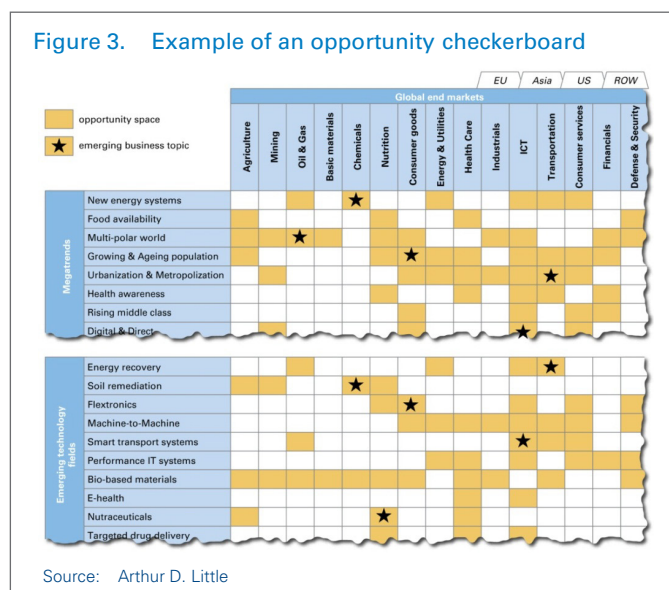 Figure 3. Example of an opportunity checkerboard
EU Asia US ROW
Global end markets
opportunity space
emerging business topic
Agriculture
Mining
Oil & Gas
Basic materials
Chemicals
Nutrition
Consumer goods
Energy & Utilities
Health Care
Industrials
ICT
Transportation
Consumer services
Financials
Defense & Security
Megatrends
New energy systems
Food availability
Multi-polar world
Growing & Ageing population
Urbanization & Metropolization
Health awareness
Rising middle class
Digital & Direct
Emerging technology
fields
Energy recovery
Soil remediation
Flextronics
Machine-to-Machine
Smart transport systems
Performance IT systems
Bio-based materials
E-health
Nutraceuticals
Targeted drug delivery
Source: Arthur D. Little